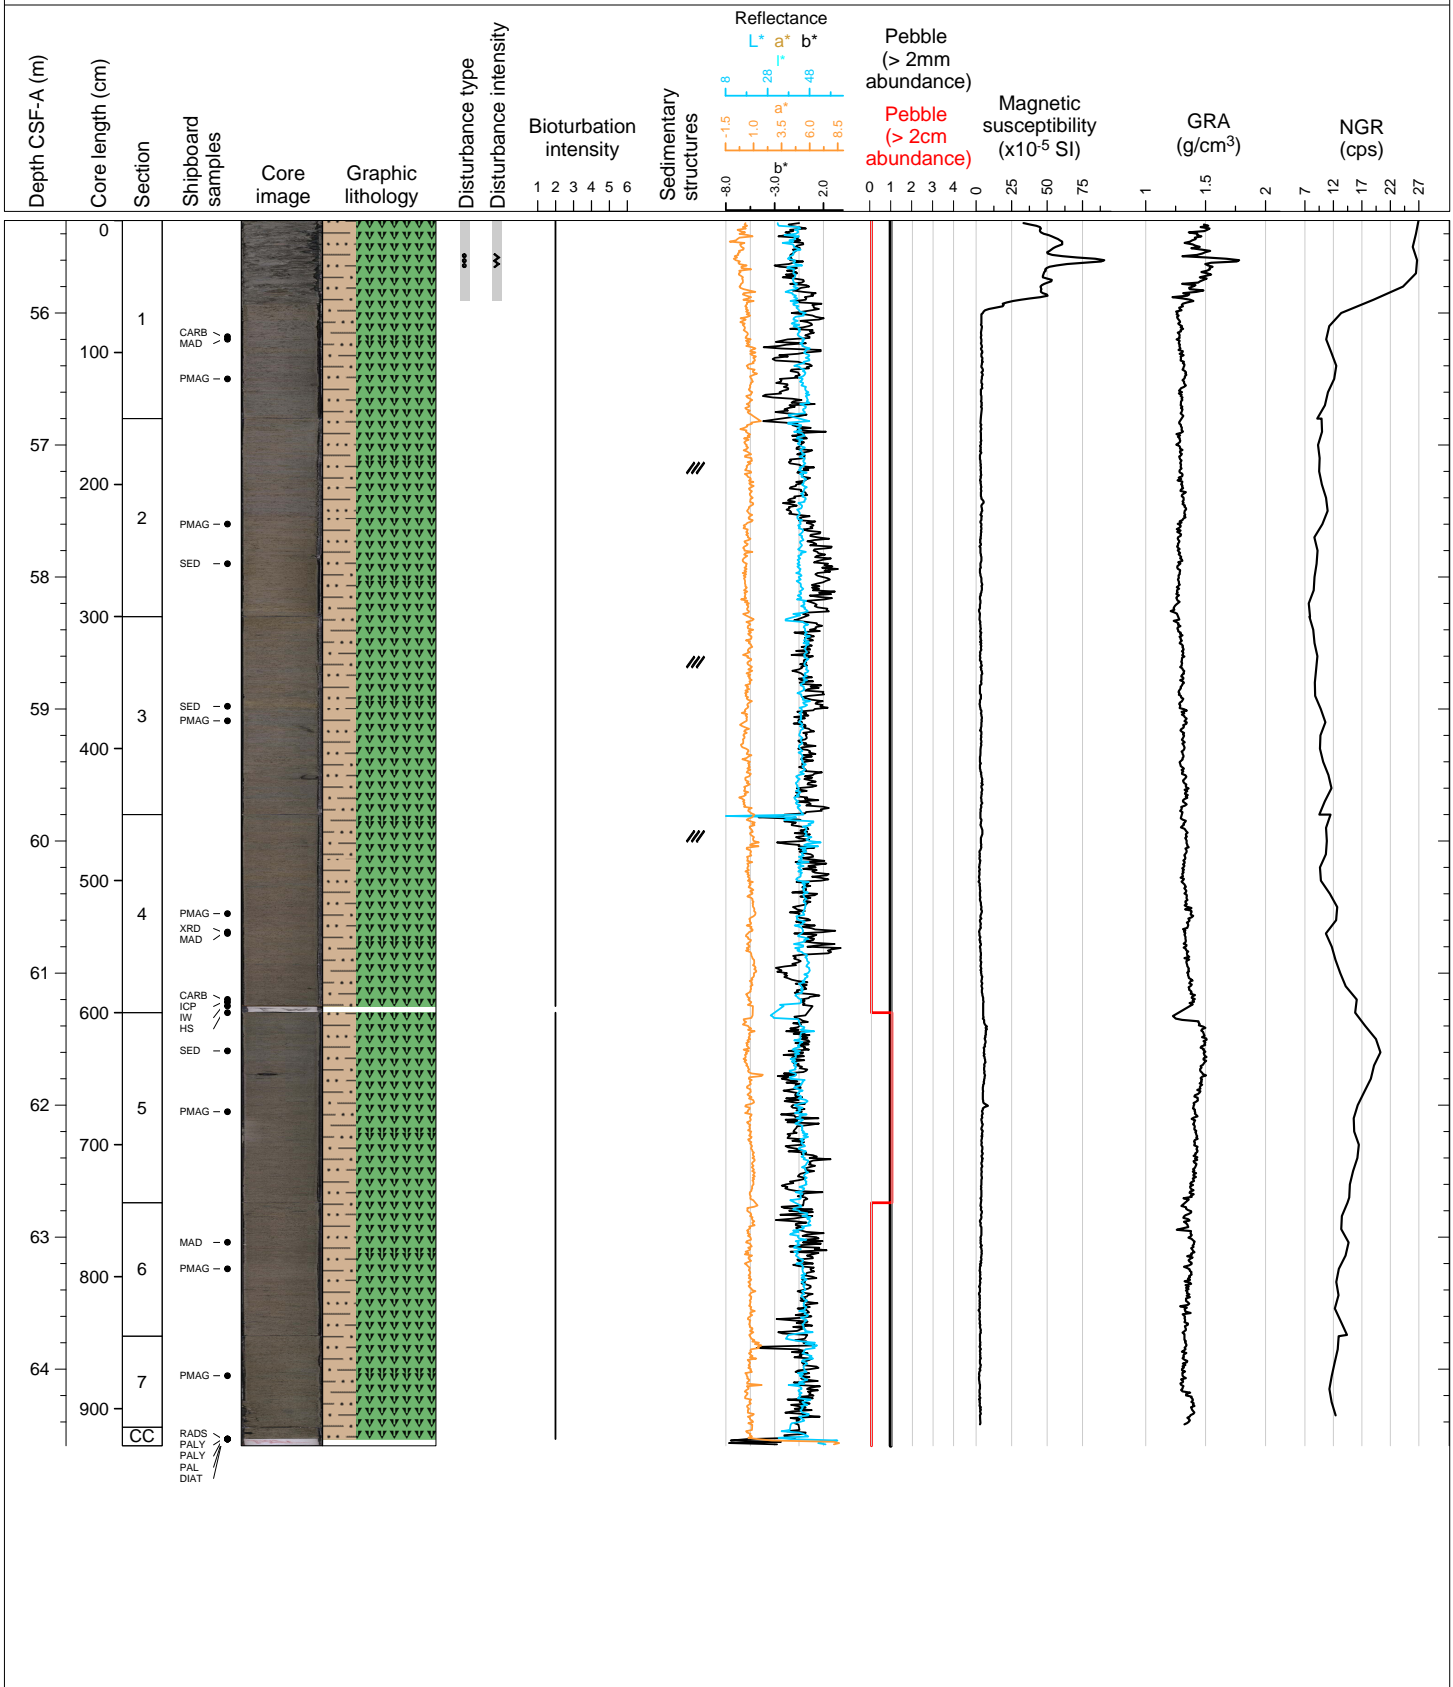 Depth CSF-A (m)
Core length (cm)
Section
Shipboard
samples
Core
image
Graphic
lithology
Disturbance type
Disturbance intensity
Bioturbation
intensity
1 2 3 4 5 6
Sedimentary
structures
Reflectance
L* a* b*
l*
8 28 48
a*
-1.5 1.0 3.5 6.0 8.5
b*
-8.0 -3.0 2.0
Pebble
(> 2mm
abundance)
Pebble
(> 2cm
abundance)
0 1 2 3 4
Magnetic
susceptibility
(x10-5 SI)
0 25 50 75
GRA
(g/cm3)
1 1.5 2
NGR
(cps)
7 12 17 22 27
0
56
1
CARB
MAD
100
PMAG
57
200
2
PMAG
SED
58
300
SED
59
3
PMAG
400
60
500
4
PMAG
XRD
MAD
61
CARB
ICP
600
IW
HS
SED
62
5
PMAG
700
63
MAD
6
PMAG
800
64
7
PMAG
900
CC
RADS
PALY
PALY
PAL
DIAT